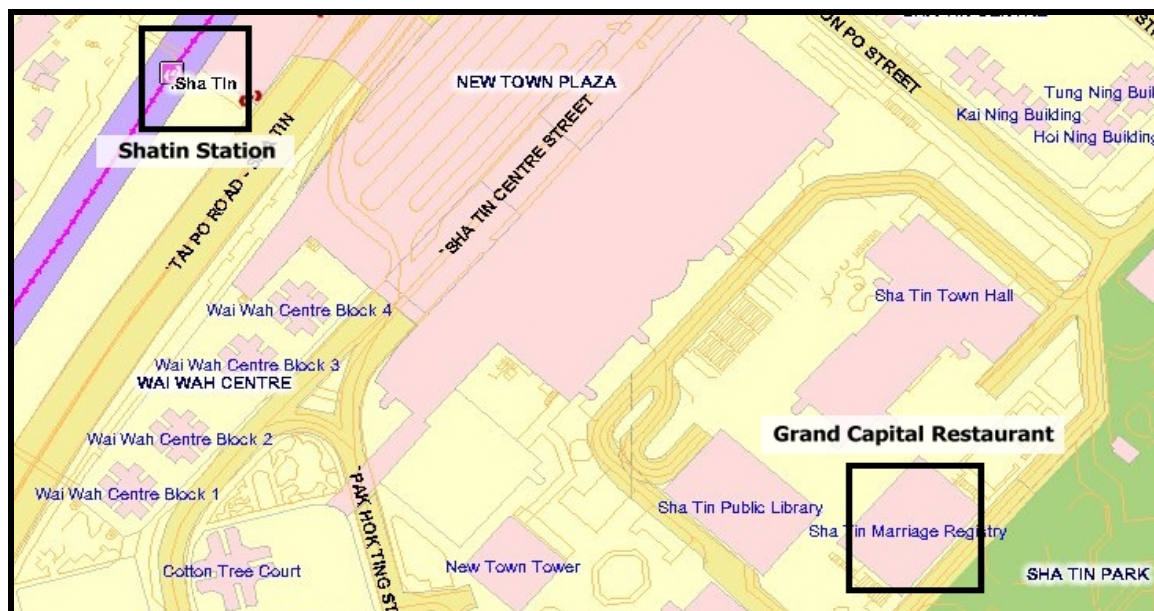 SHA TIN CENTRE
ON PO STREET
.Sha Tin
NEW TOWN PLAZA
Tung Ning Buil
Kai Ning Building
Hoi Ning Building
Shatin Station
TAI PO ROAD - SHA TIN
SHA TIN CENTRE STREET
Sha Tin Town Hall
Wai Wah Centre Block 4
Wai Wah Centre Block 3
WAI WAH CENTRE
Wai Wah Centre Block 2
Wai Wah Centre Block 1
Grand Capital Restaurant
Sha Tin Public Library
Sha Tin Marriage Registry
PAK HOK TING ST
Cotton Tree Court
New Town Tower
SHA TIN PARK